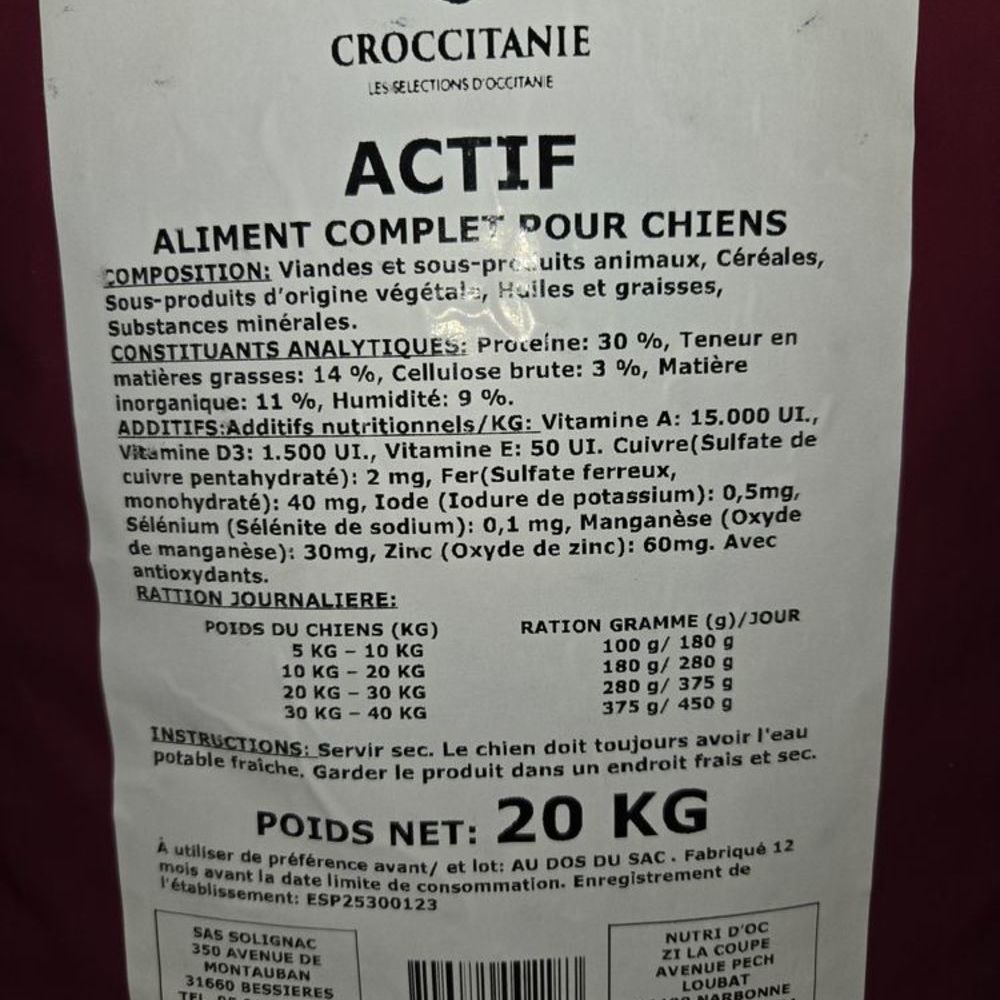 CROCCITANIE
LES SELECTIONS D'OCCITANIE
ACTIF
ALIMENT COMPLET POUR CHIENS
COMPOSITION: Viandes et sous-produits animaux, Céréales,
Sous-produits d'origine végétale, Huiles et graisses,
Substances minérales.
CONSTITUANTS ANALYTIQUES: Proteíne: 30 %, Teneur en
matières grasses: 14 %, Cellulose brute: 3 %, Matière
inorganique: 11 %, Humidité: 9 %.
ADDITIFS:Additifs nutritionnels/KG: Vitamine A: 15.000 UI.,
Vitamine D3: 1.500 UI., Vitamine E: 50 UI. Cuivre(Sulfate de
cuivre pentahydraté): 2 mg, Fer(Sulfate ferreux,
monohydraté): 40 mg, Iode (Iodure de potassium): 0,5mg,
Sélénium (Sélénite de sodium): 0,1 mg, Manganèse (Oxyde
de manganèse): 30mg, Zinc (Oxyde de zinc): 60mg. Avec
antioxydants.
RATTION JOURNALIERE:
POIDS DU CHIENS (KG) RATION GRAMME (g)/JOUR
5 KG – 10 KG 100 g/ 180 g
10 KG – 20 KG 180 g/ 280 g
20 KG – 30 KG 280 g/ 375 g
30 KG – 40 KG 375 g/ 450 g
INSTRUCTIONS: Servir sec. Le chien doit toujours avoir l'eau
potable fraîche. Garder le produit dans un endroit frais et sec.
POIDS NET: 20 KG
À utiliser de préférence avant/ et lot: AU DOS DU SAC. Fabriqué 12
mois avant la date limite de consommation. Enregistrement de
l'établissement: ESP25300123
SAS SOLIGNAC
350 AVENUE DE
MONTAUBAN
31660 BESSIERES
TEL
NUTRI D'OC
ZI LA COUPE
AVENUE PECH
LOUBAT
NARBONNE